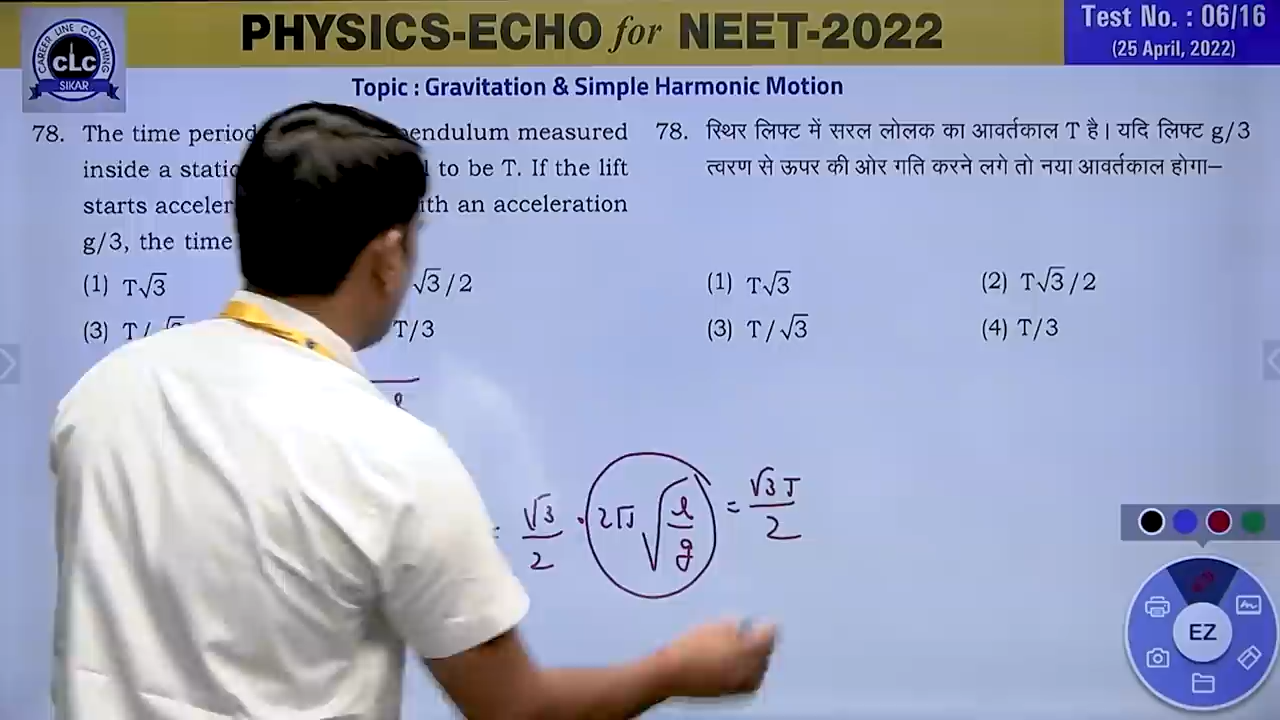 PHYSICS-ECHO for NEET-2022
Test No. : 06/16
(25 April, 2022)
CAREER LINE COACHING
CLC
SIKAR
Topic : Gravitation & Simple Harmonic Motion
78. The time period endulum measured
inside a to be T. If the lift
starts with an acceleration
g/3, the time
(1) T√3
√3/2
(3) T/
T/3
78. स्थिर लिफ्ट में सरल लोलक का आवर्तकाल T है। यदि लिफ्ट g/3
त्वरण से ऊपर की ओर गति करने लगे तो नया आवर्तकाल होगा–
(1) T√3 (2) T√3/2
(3) T/√3 (4) T/3
= √3/2 · 2π √(l/g) = √3T/2
EZ